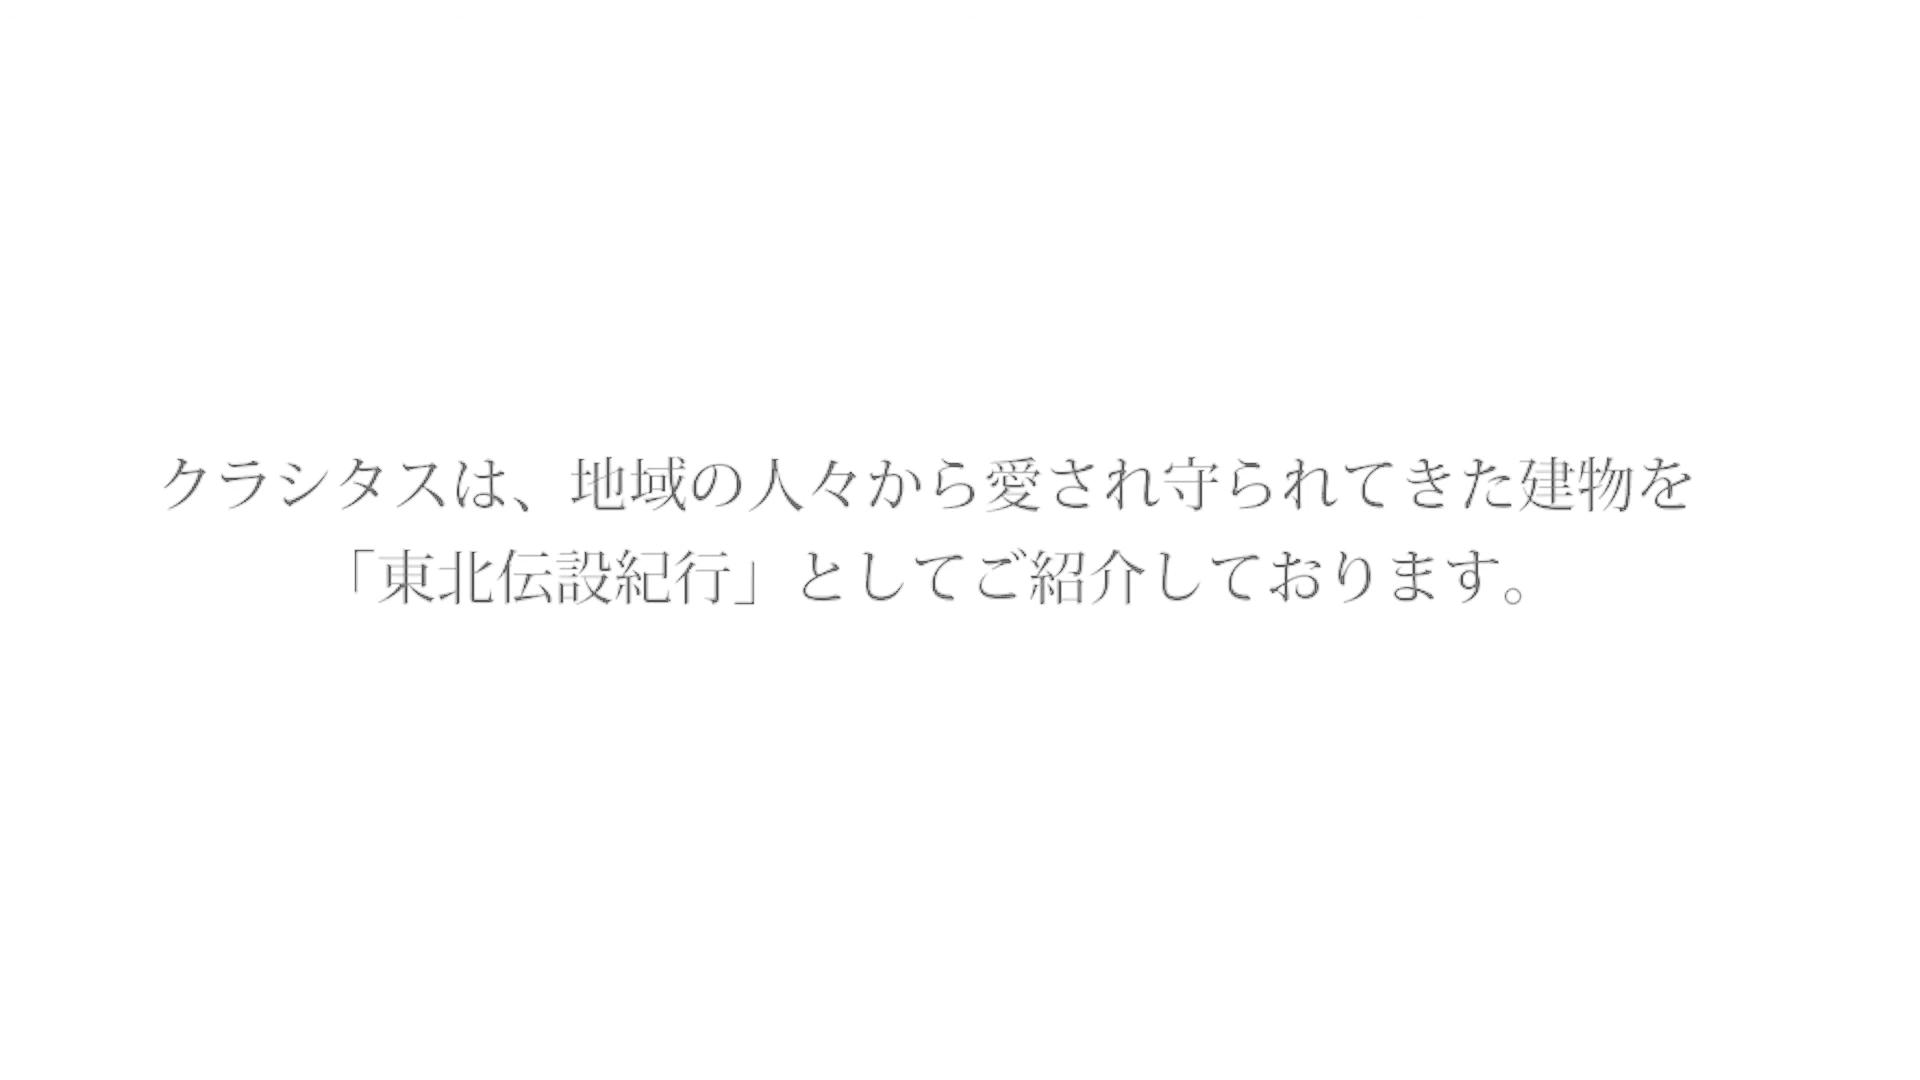 クラシタスは、地域の人々から愛され守られてきた建物を
「東北伝設紀行」としてご紹介しております。